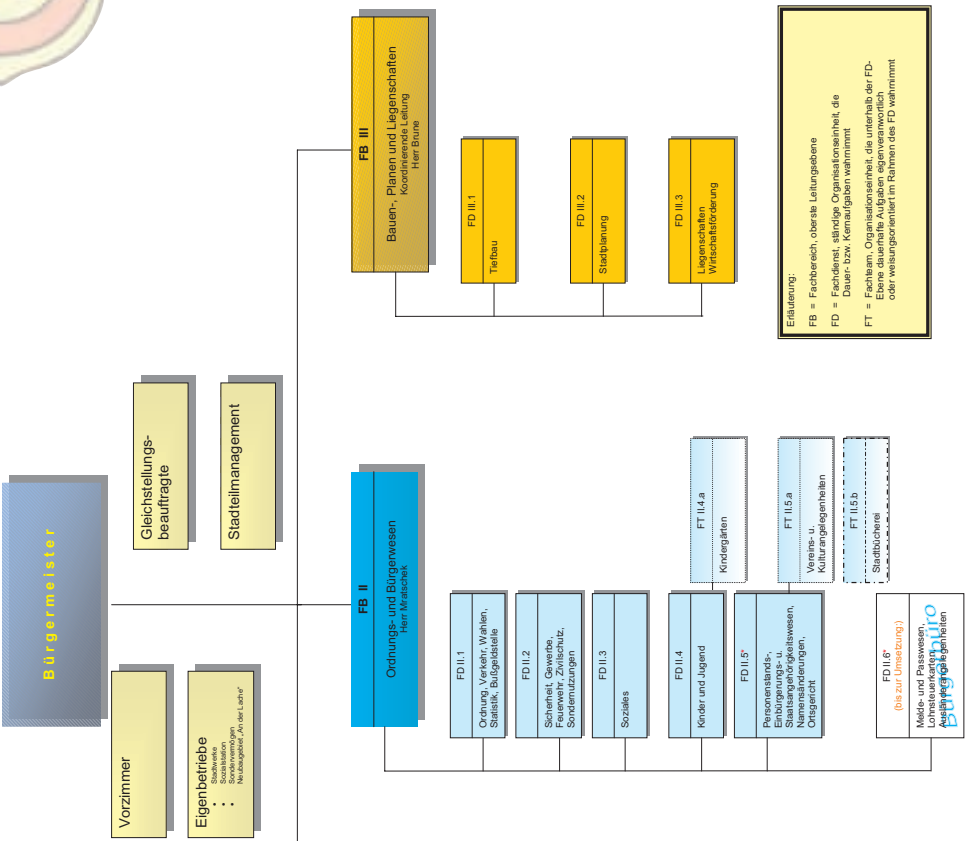 Bürgermeister
Vorzimmer
Eigenbetriebe
• Stadtwerke
• Sozialstation
• Sondervermögen
Neubaugebiet „An der Lache“
Gleichstellungs-
beauftragte
Stadtteilmanagement
FB II
Ordnungs- und Bürgerwesen
Herr Mratschek
FD II.1
Ordnung, Verkehr, Wahlen,
Statistik, Bußgeldstelle
FD II.2
Sicherheit, Gewerbe,
Feuerwehr, Zivilschutz,
Sondernutzungen
FD II.3
Soziales
FD II.4
Kinder und Jugend
FT II.4.a
Kindergärten
FD II.5*
Personenstands-,
Einbürgerungs- u.
Staatsangehörigkeitswesen,
Namensänderungen,
Ortsgericht
FT II.5.a
Vereins- u.
Kulturangelegenheiten
FT II.5.b
Stadtbücherei
FD II.6*
(bis zur Umsetzung:)
Melde- und Passwesen,
Lohnsteuerkarten,
Ausländerangelegenheiten
Bürgerbüro
FB III
Bauen-, Planen und Liegenschaften
Koordinierende Leitung
Herr Brune
FD III.1
Tiefbau
FD III.2
Stadtplanung
FD III.3
Liegenschaften
Wirtschaftsförderung
Erläuterung:
FB = Fachbereich, oberste Leitungsebene
FD = Fachdienst, ständige Organisationseinheit, die
Dauer- bzw. Kernaufgaben wahrnimmt
FT = Fachteam, Organisationseinheit, die unterhalb der FD-
Ebene dauerhafte Aufgaben eigenverantwortlich
oder weisungsorientiert im Rahmen des FD wahrnimmt